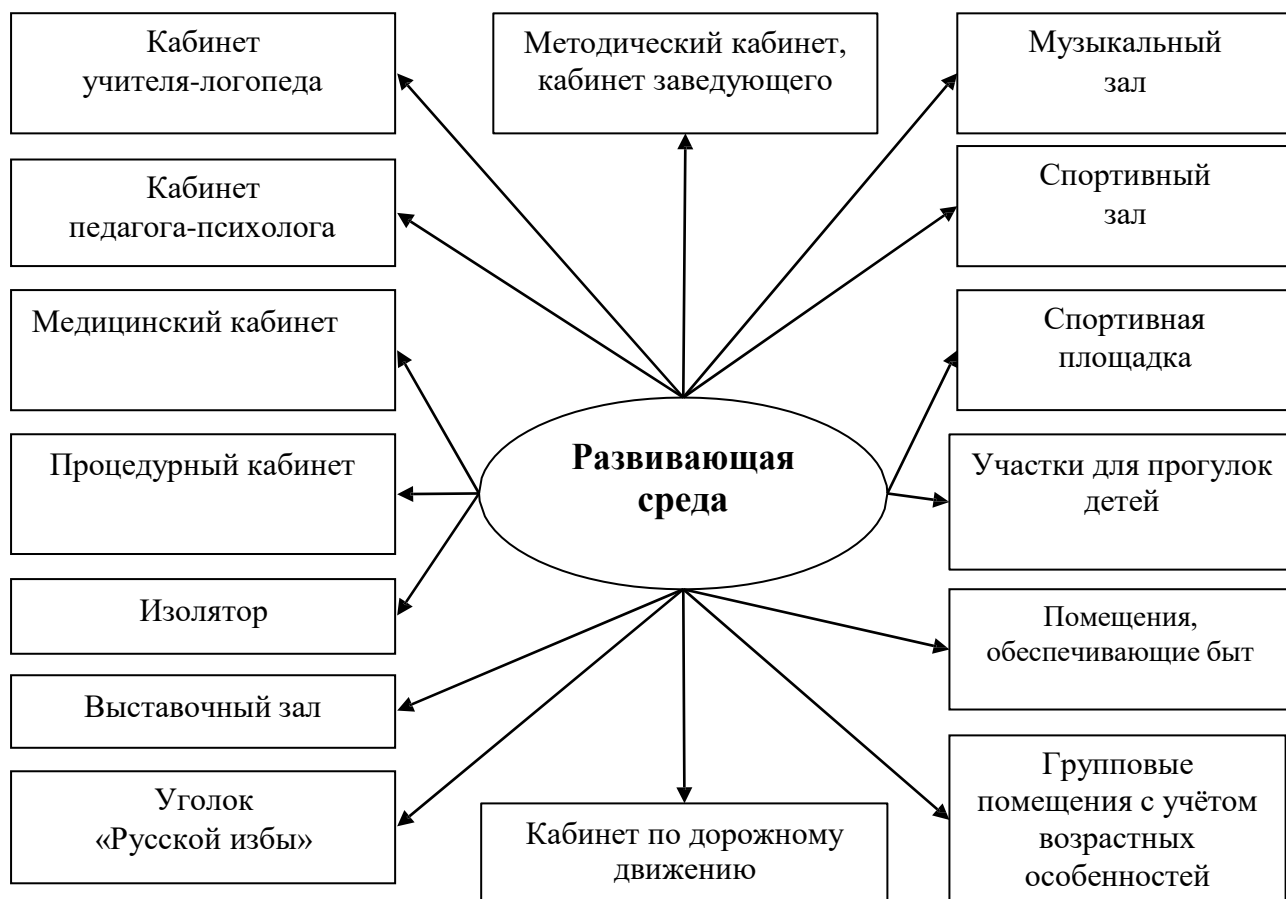 Кабинет
учителя-логопеда
Методический кабинет,
кабинет заведующего
Музыкальный
зал
Кабинет
педагога-психолога
Спортивный
зал
Медицинский кабинет
Спортивная
площадка
Развивающая
среда
Процедурный кабинет
Участки для прогулок
детей
Изолятор
Помещения,
обеспечивающие быт
Выставочный зал
Уголок
«Русской избы»
Кабинет по дорожному
движению
Групповые
помещения с учётом
возрастных
особенностей